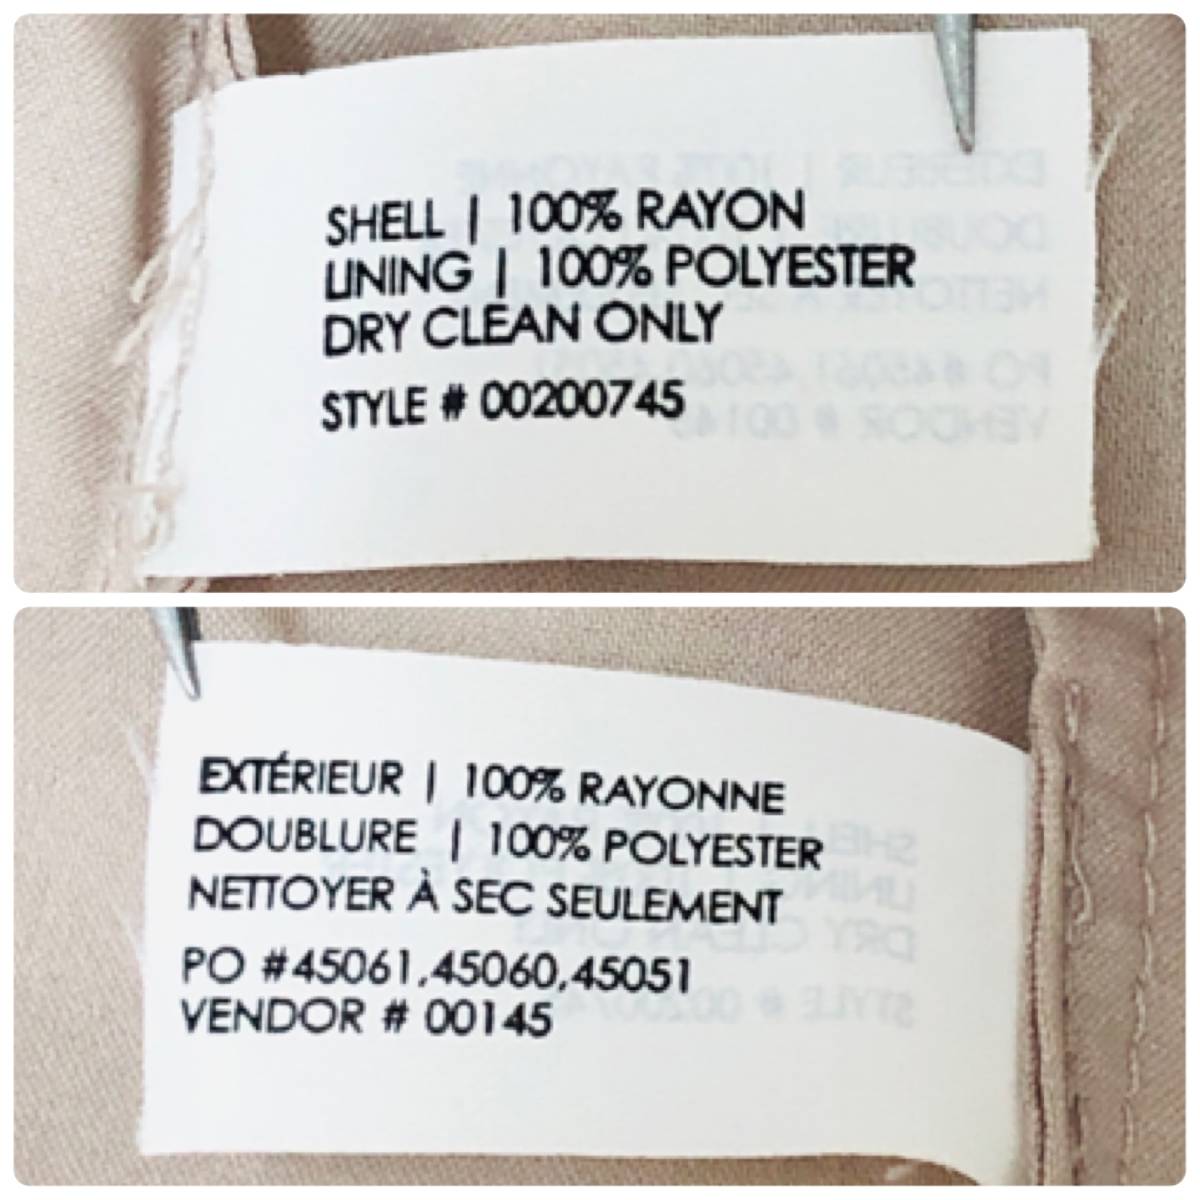 SHELL | 100% RAYON
LINING | 100% POLYESTER
DRY CLEAN ONLY
STYLE # 00200745
EXTÉRIEUR | 100% RAYONNE
DOUBLURE | 100% POLYESTER
NETTOYER À SEC SEULEMENT
PO #45061,45060,45051
VENDOR # 00145